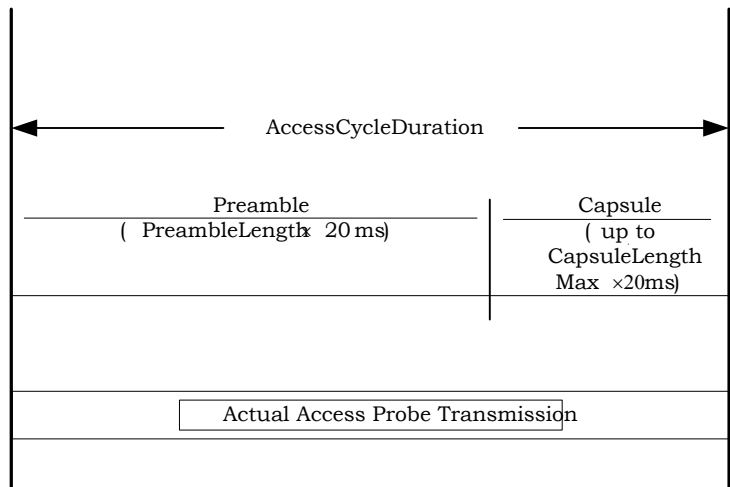 AccessCycleDuration
Preamble
( PreambleLength× 20 ms)
Capsule
( up to
CapsuleLength
Max ×20ms)
Actual Access Probe Transmission